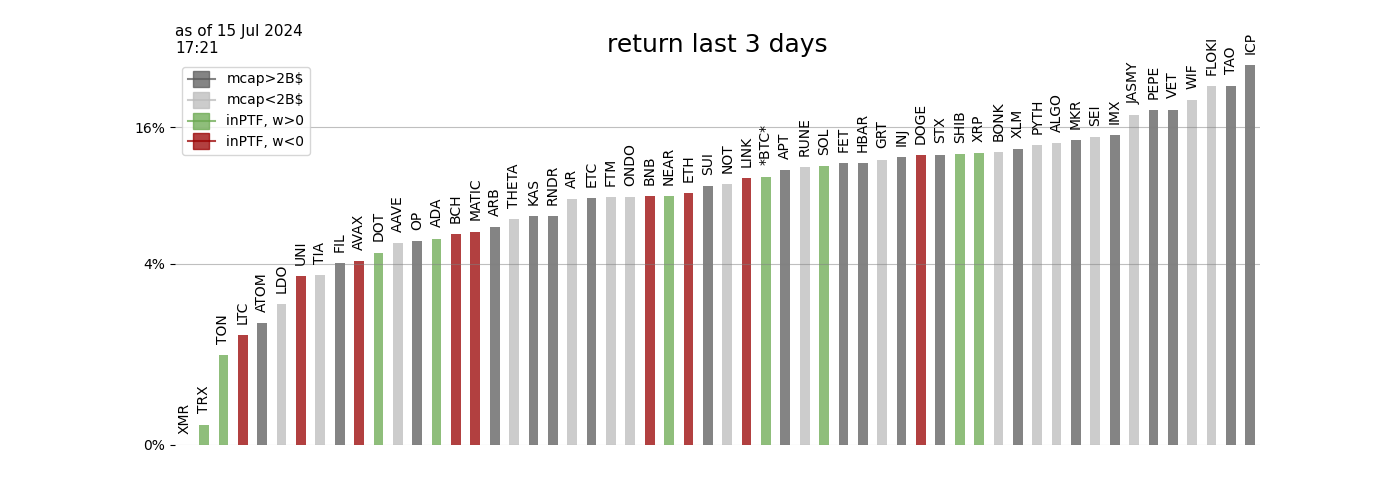 as of 15 Jul 2024
17:21
return last 3 days
mcap>2B$
mcap<2B$
inPTF, w>0
inPTF, w<0
16%
4%
0%
XMR
TRX
TON
LTC
ATOM
LDO
UNI
TIA
FIL
AVAX
DOT
AAVE
OP
ADA
BCH
MATIC
ARB
THETA
KAS
RNDR
AR
ETC
FTM
ONDO
BNB
NEAR
ETH
SUI
NOT
LINK
*BTC*
APT
RUNE
SOL
FET
HBAR
GRT
INJ
DOGE
STX
SHIB
XRP
BONK
XLM
PYTH
ALGO
MKR
SEI
IMX
JASMY
PEPE
VET
WIF
FLOKI
TAO
ICP